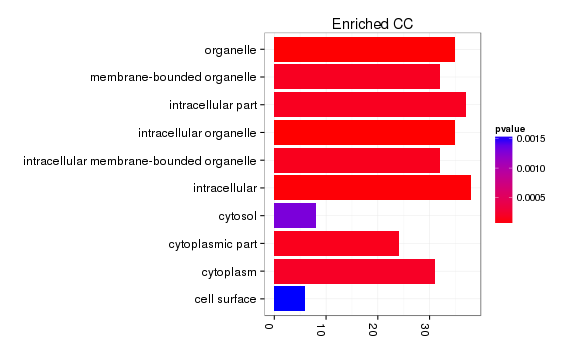 Enriched CC
organelle
membrane-bounded organelle
intracellular part
intracellular organelle
intracellular membrane-bounded organelle
intracellular
cytosol
cytoplasmic part
cytoplasm
cell surface
0
10
20
30
pvalue
0.0015
0.0010
0.0005